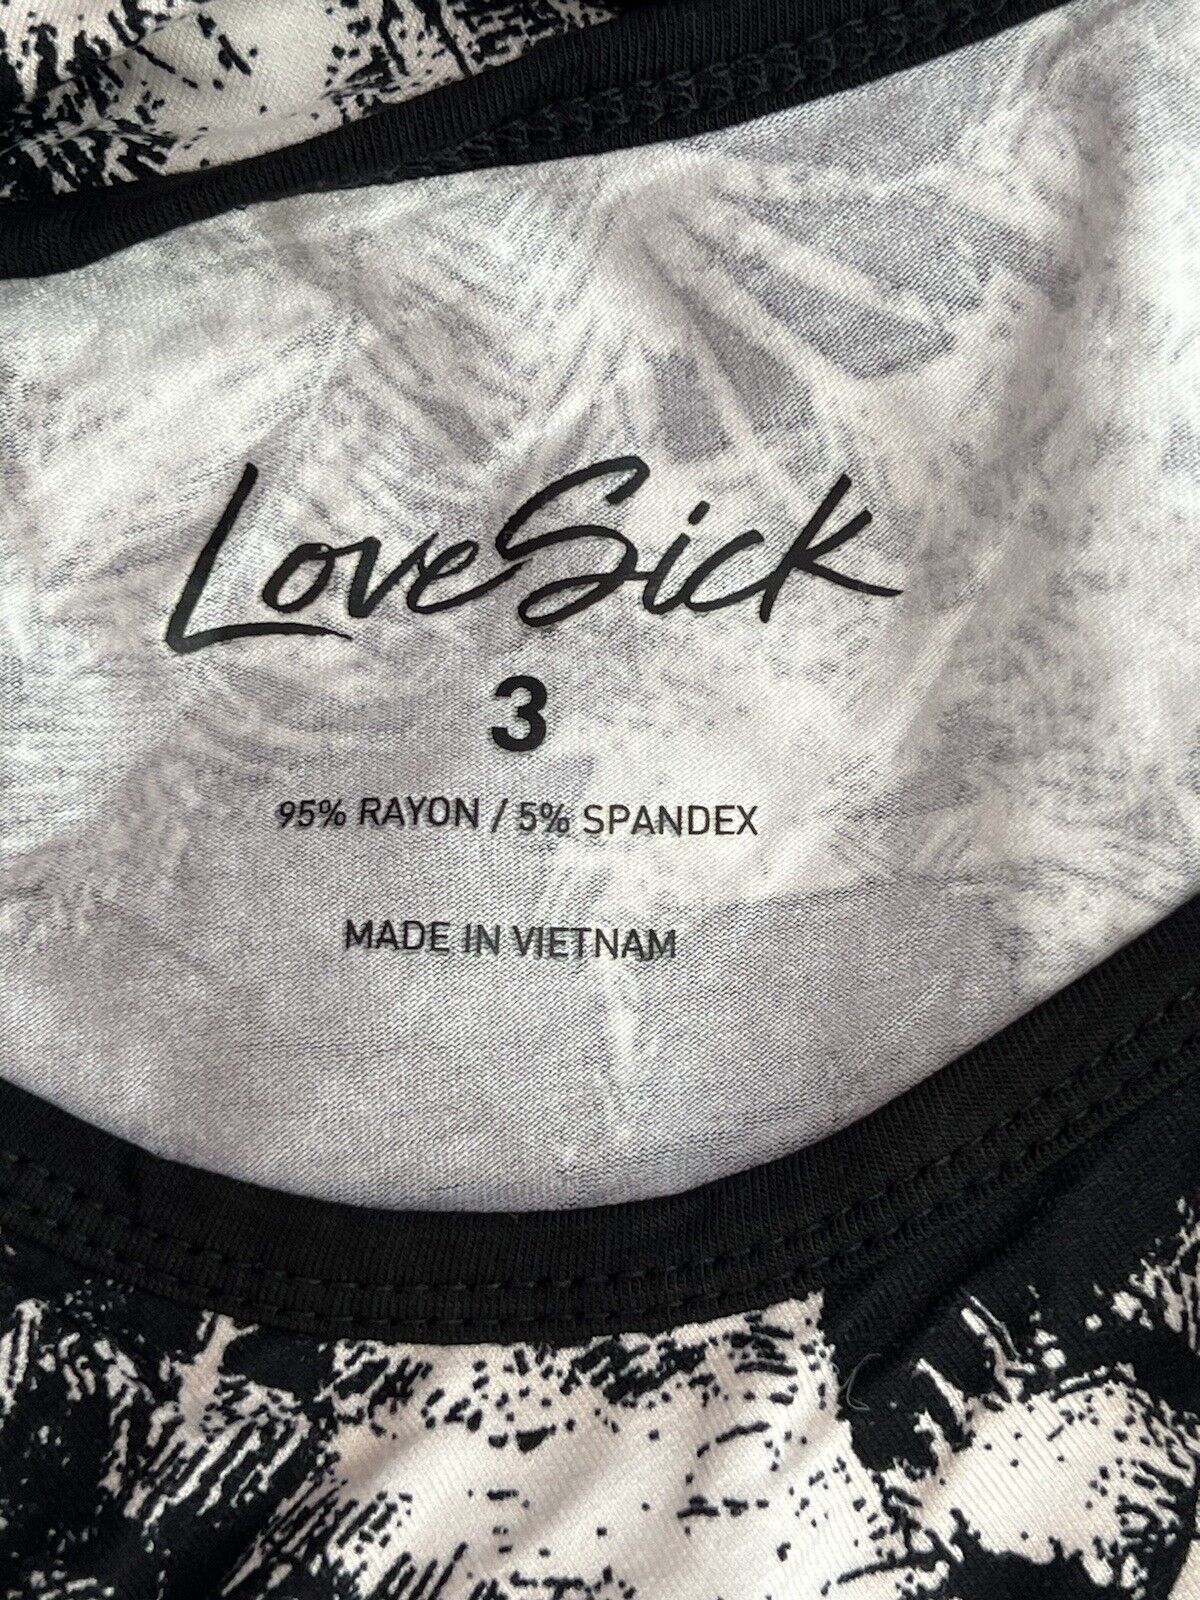 LoveSick
3
95% RAYON / 5% SPANDEX
MADE IN VIETNAM